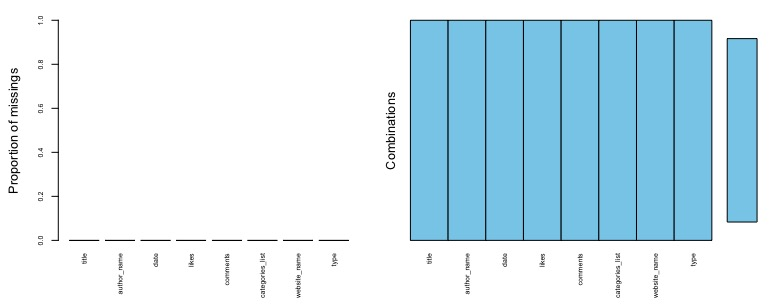 Proportion of missings
1.0
0.8
0.6
0.4
0.2
0.0
title
author_name
date
likes
comments
categories_list
website_name
type
Combinations
title
author_name
date
likes
comments
categories_list
website_name
type